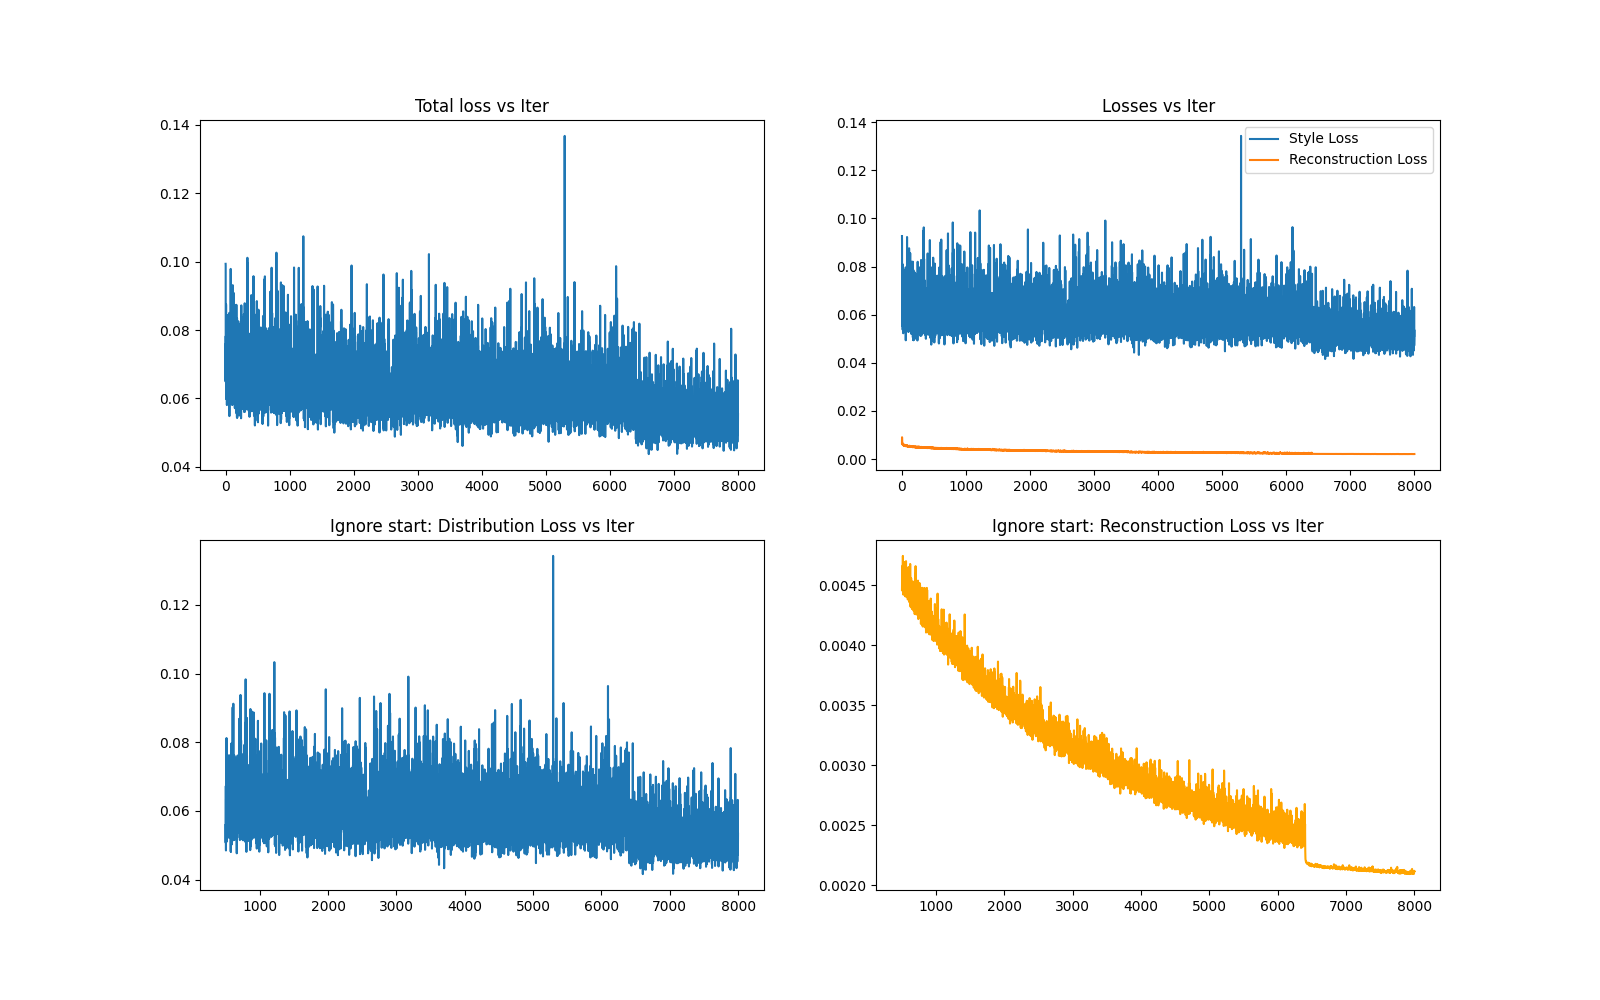 Total loss vs Iter
0.14
0.12
0.10
0.08
0.06
0.04
0 1000 2000 3000 4000 5000 6000 7000 8000
Losses vs Iter
Style Loss
Reconstruction Loss
0.14
0.12
0.10
0.08
0.06
0.04
0.02
0.00
0 1000 2000 3000 4000 5000 6000 7000 8000
Ignore start: Distribution Loss vs Iter
0.12
0.10
0.08
0.06
0.04
1000 2000 3000 4000 5000 6000 7000 8000
Ignore start: Reconstruction Loss vs Iter
0.0045
0.0040
0.0035
0.0030
0.0025
0.0020
1000 2000 3000 4000 5000 6000 7000 8000